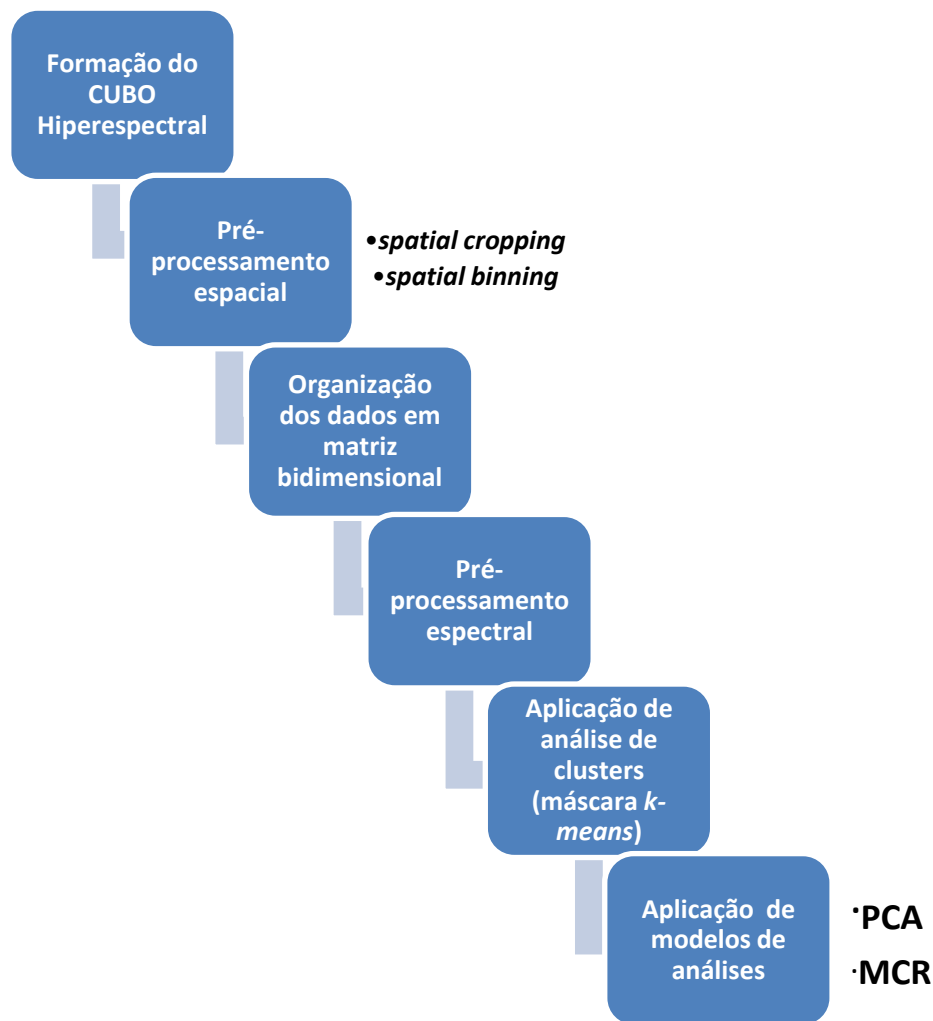 Formação do
CUBO
Hiperespectral
Pré-
processamento
espacial
•spatial cropping
•spatial binning
Organização
dos dados em
matriz
bidimensional
Pré-
processamento
espectral
Aplicação de
análise de
clusters
(máscara k-
means)
Aplicação de
modelos de
análises
·PCA
·MCR